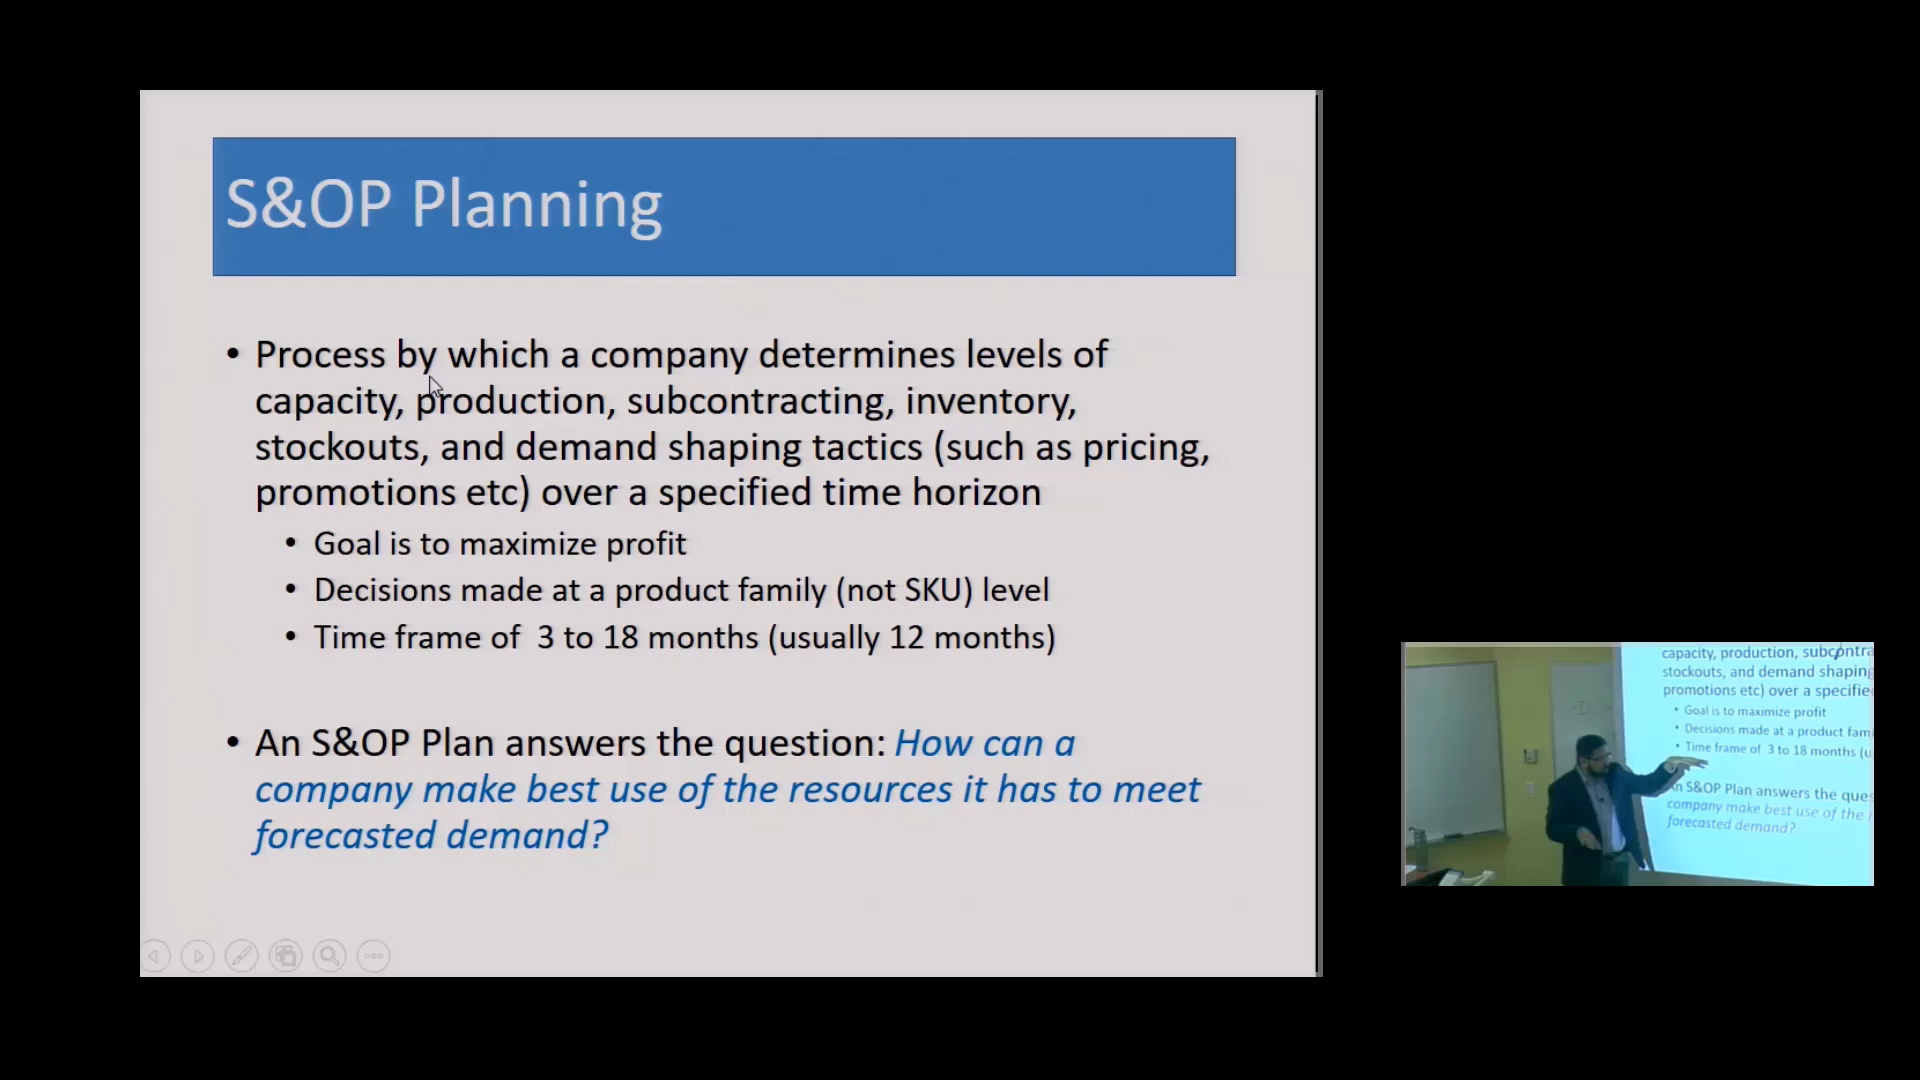 S&OP Planning
• Process by which a company determines levels of
capacity, production, subcontracting, inventory,
stockouts, and demand shaping tactics (such as pricing,
promotions etc) over a specified time horizon
• Goal is to maximize profit
• Decisions made at a product family (not SKU) level
• Time frame of 3 to 18 months (usually 12 months)
• An S&OP Plan answers the question: How can a
company make best use of the resources it has to meet
forecasted demand?
capacity, production, subcontra
stockouts, and demand shaping
promotions etc) over a specifie
• Goal is to maximize profit
• Decisions made at a product fam
• Time frame of 3 to 18 months (u
An S&OP Plan answers the ques
company make best use of the
forecasted demand?